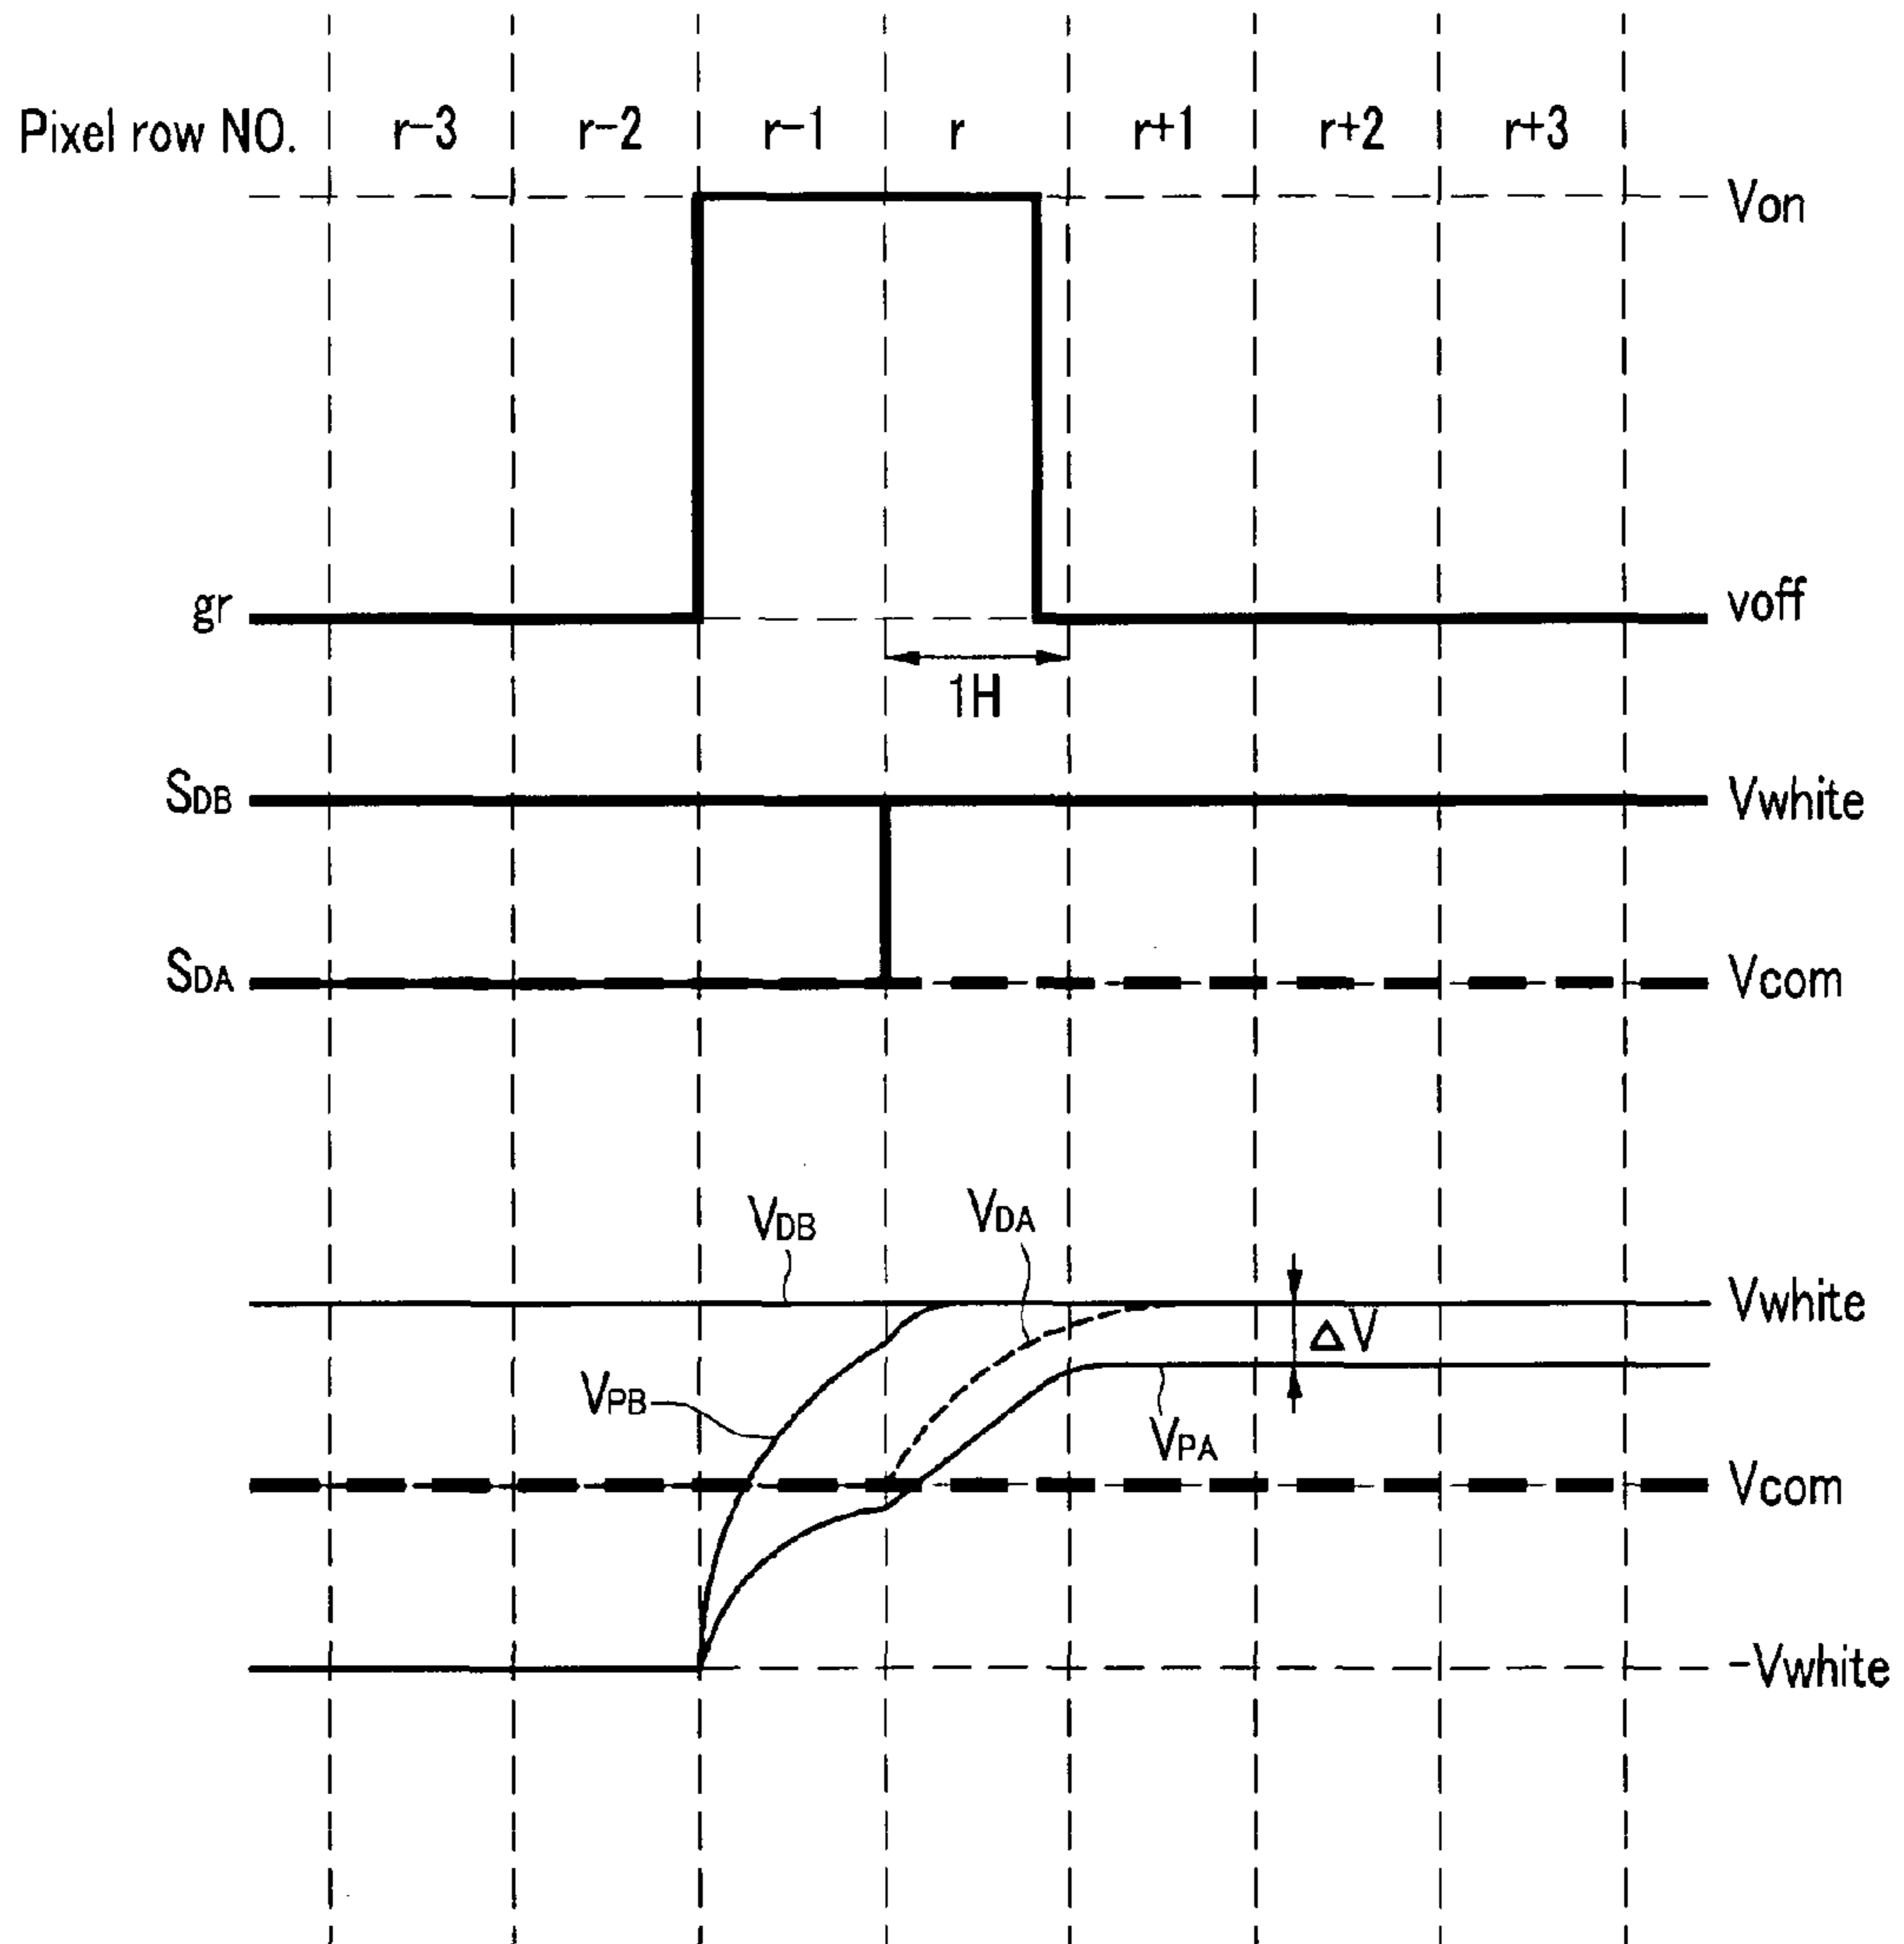 Pixel row NO. r-3 r-2 r-1 r r+1 r+2 r+3
Von
gr voff
1H
SDB Vwhite
SDA Vcom
VDB VDA
Vwhite
ΔV
VPB VPA
Vcom
-Vwhite